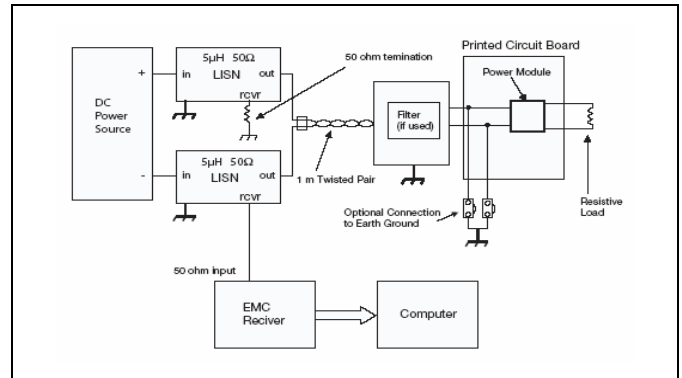 Printed Circuit Board
5µH 50Ω
LISN
in
out
rcvr
50 ohm temination
Power Module
+
DC
Power
Source
-
Filter
(if used)
5µH 50Ω
LISN
in
out
rcvr
1 m Twisted Pair
Optional Connection
to Earth Ground
Resistive
Load
50 ohm input
EMC
Reciver
Computer